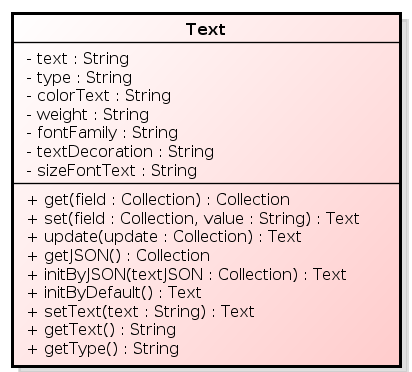 Text
- text : String
- type : String
- colorText : String
- weight : String
- fontFamily : String
- textDecoration : String
- sizeFontText : String
+ get(field : Collection) : Collection
+ set(field : Collection, value : String) : Text
+ update(update : Collection) : Text
+ getJSON() : Collection
+ initByJSON(textJSON : Collection) : Text
+ initByDefault() : Text
+ setText(text : String) : Text
+ getText() : String
+ getType() : String